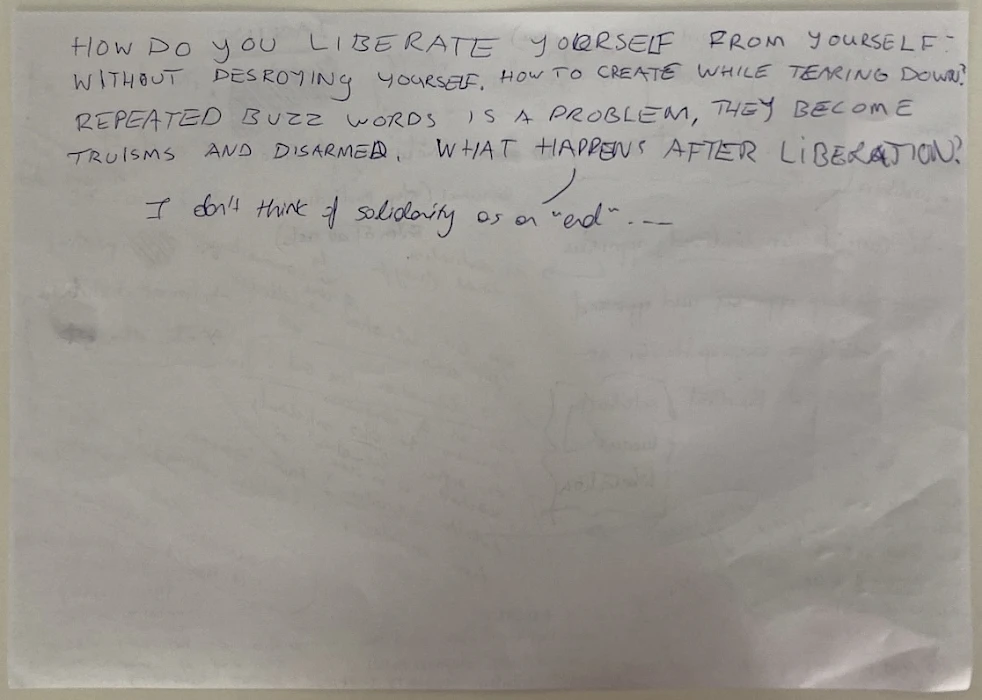 HOW DO YOU LIBERATE YOURSELF FROM YOURSELF -
WITHOUT DESROYING YOURSELF. HOW TO CREATE WHILE TEARING DOWN?
REPEATED BUZZ WORDS IS A PROBLEM, THEY BECOME
TRUISMS AND DISARMED. WHAT HAPPENS AFTER LIBERATION?
I don't think of solidarity as an "end" . —